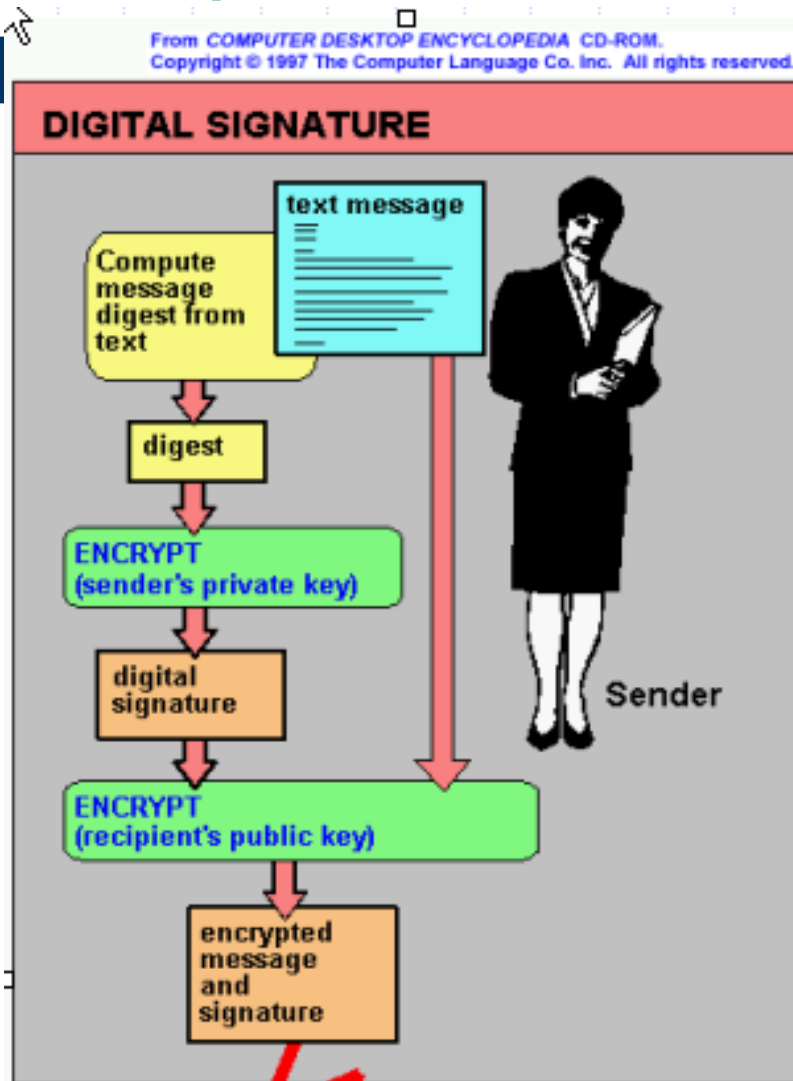 From COMPUTER DESKTOP ENCYCLOPEDIA CD-ROM.
Copyright © 1997 The Computer Language Co. Inc. All rights reserved.
DIGITAL SIGNATURE
text message
Compute
message
digest from
text
digest
ENCRYPT
(sender's private key)
digital
signature
Sender
ENCRYPT
(recipient's public key)
encrypted
message
and
signature